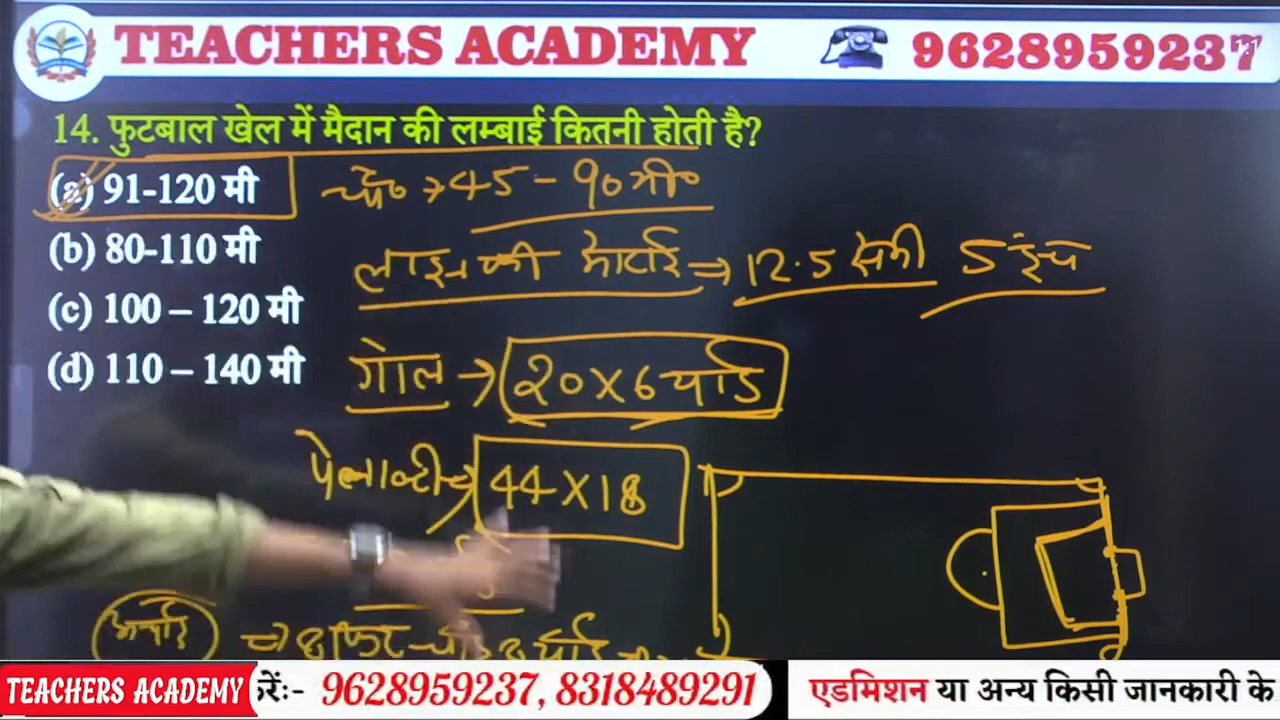 TEACHERS ACADEMY 9628959237
14. फुटबाल खेल में मैदान की लम्बाई कितनी होती है?
(a) 91-120 मी
चौ० → 45 - 90 मी०
(b) 80-110 मी
लाइन की मोटाई ⇒ 12.5 सेमी 5 इंच
(c) 100 – 120 मी
(d) 110 – 140 मी
गोल → 20 X 6 यार्ड
पेनाल्टी → 44 X 18
TEACHERS ACADEMY
करेंः- 9628959237, 8318489291
एडमिशन या अन्य किसी जानकारी के